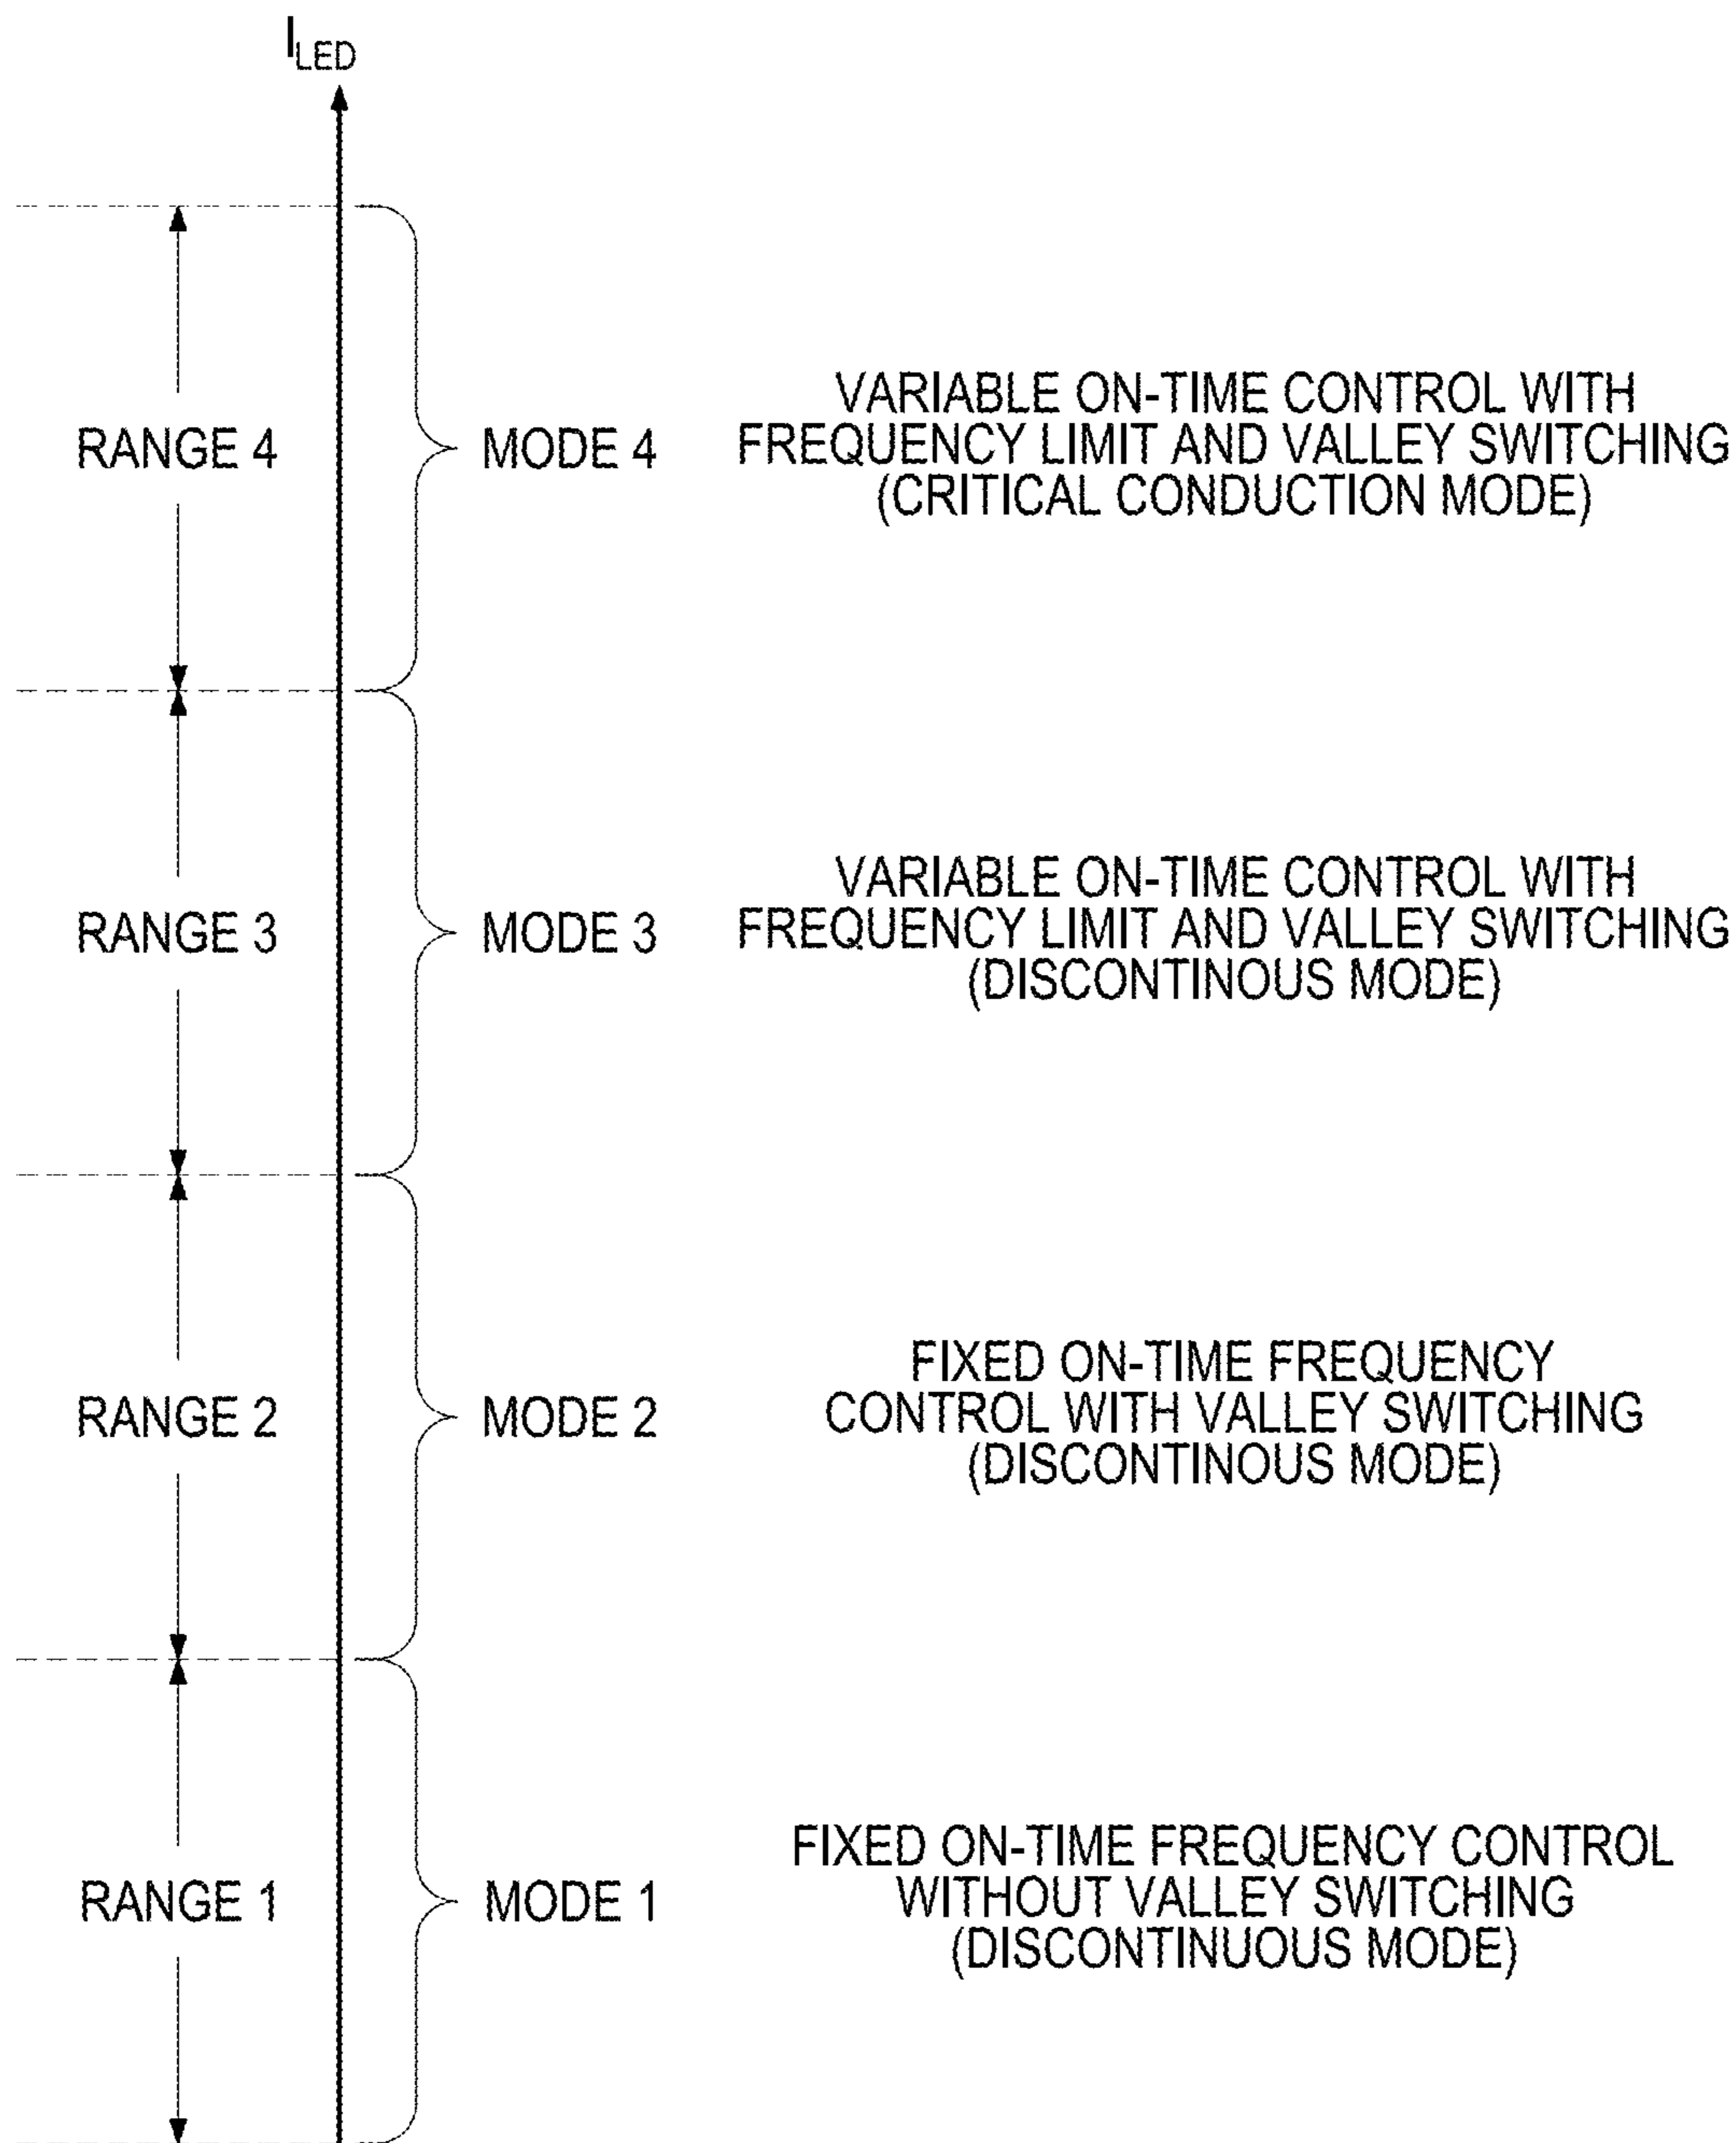 I_LED
RANGE 4
MODE 4
VARIABLE ON-TIME CONTROL WITH
FREQUENCY LIMIT AND VALLEY SWITCHING
(CRITICAL CONDUCTION MODE)
RANGE 3
MODE 3
VARIABLE ON-TIME CONTROL WITH
FREQUENCY LIMIT AND VALLEY SWITCHING
(DISCONTINOUS MODE)
RANGE 2
MODE 2
FIXED ON-TIME FREQUENCY
CONTROL WITH VALLEY SWITCHING
(DISCONTINOUS MODE)
RANGE 1
MODE 1
FIXED ON-TIME FREQUENCY CONTROL
WITHOUT VALLEY SWITCHING
(DISCONTINUOUS MODE)